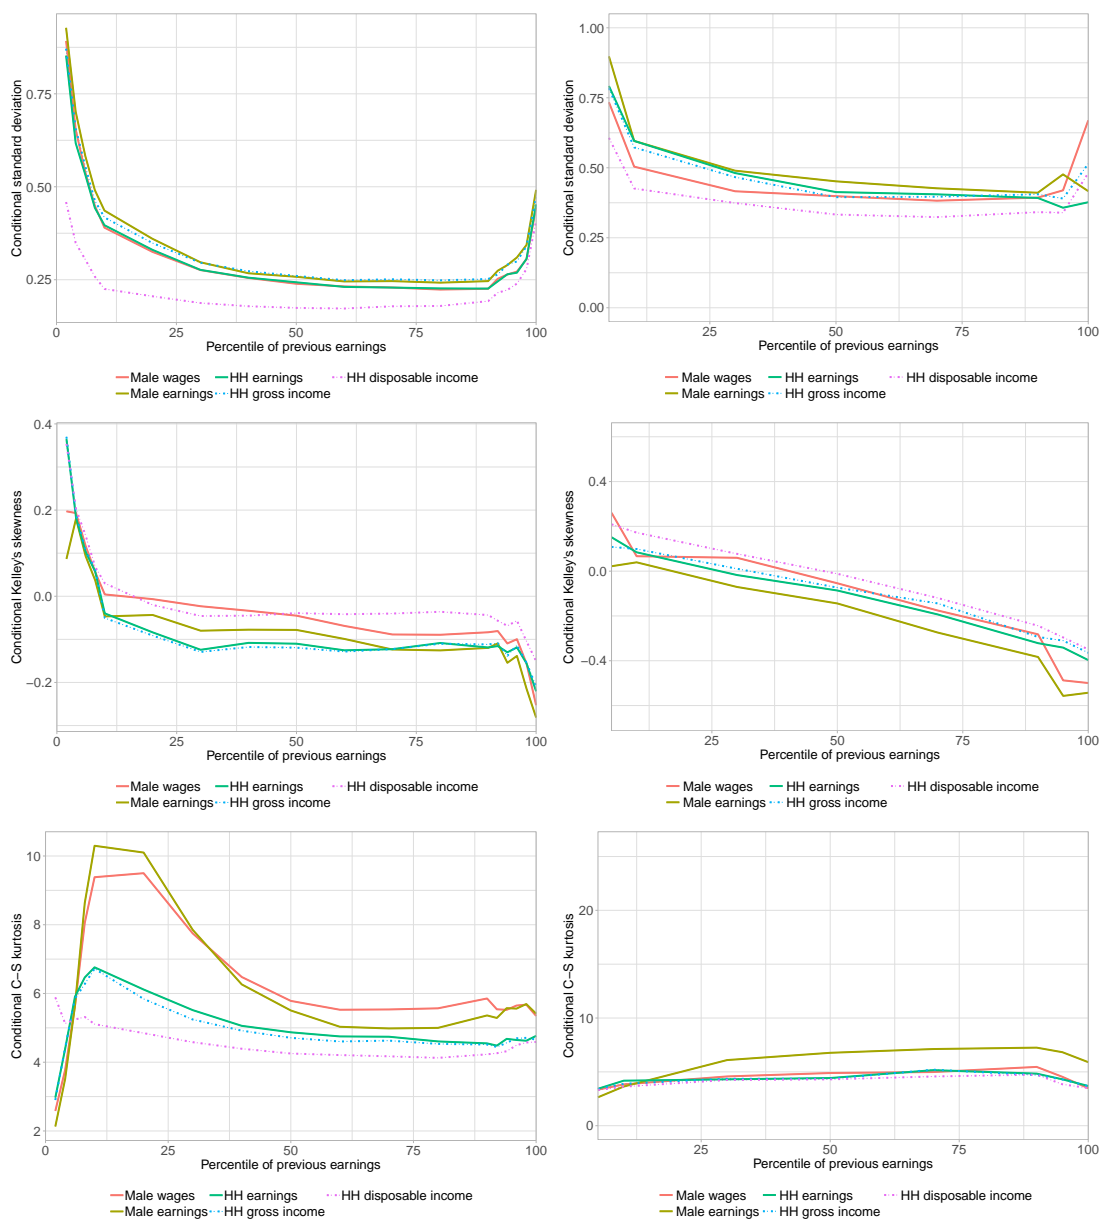 Conditional standard deviation
0.75
0.50
0.25
0 25 50 75 100
Percentile of previous earnings
Male wages HH earnings HH disposable income
Male earnings HH gross income
Conditional standard deviation
1.00
0.75
0.50
0.25
0.00
25 50 75 100
Percentile of previous earnings
Male wages HH earnings HH disposable income
Male earnings HH gross income
Conditional Kelley's skewness
0.4
0.2
0.0
−0.2
0 25 50 75 100
Percentile of previous earnings
Male wages HH earnings HH disposable income
Male earnings HH gross income
Conditional Kelley's skewness
0.4
0.0
−0.4
25 50 75 100
Percentile of previous earnings
Male wages HH earnings HH disposable income
Male earnings HH gross income
Conditional C−S kurtosis
10
8
6
4
2
0 25 50 75 100
Percentile of previous earnings
Male wages HH earnings HH disposable income
Male earnings HH gross income
Conditional C−S kurtosis
20
10
0
25 50 75 100
Percentile of previous earnings
Male wages HH earnings HH disposable income
Male earnings HH gross income